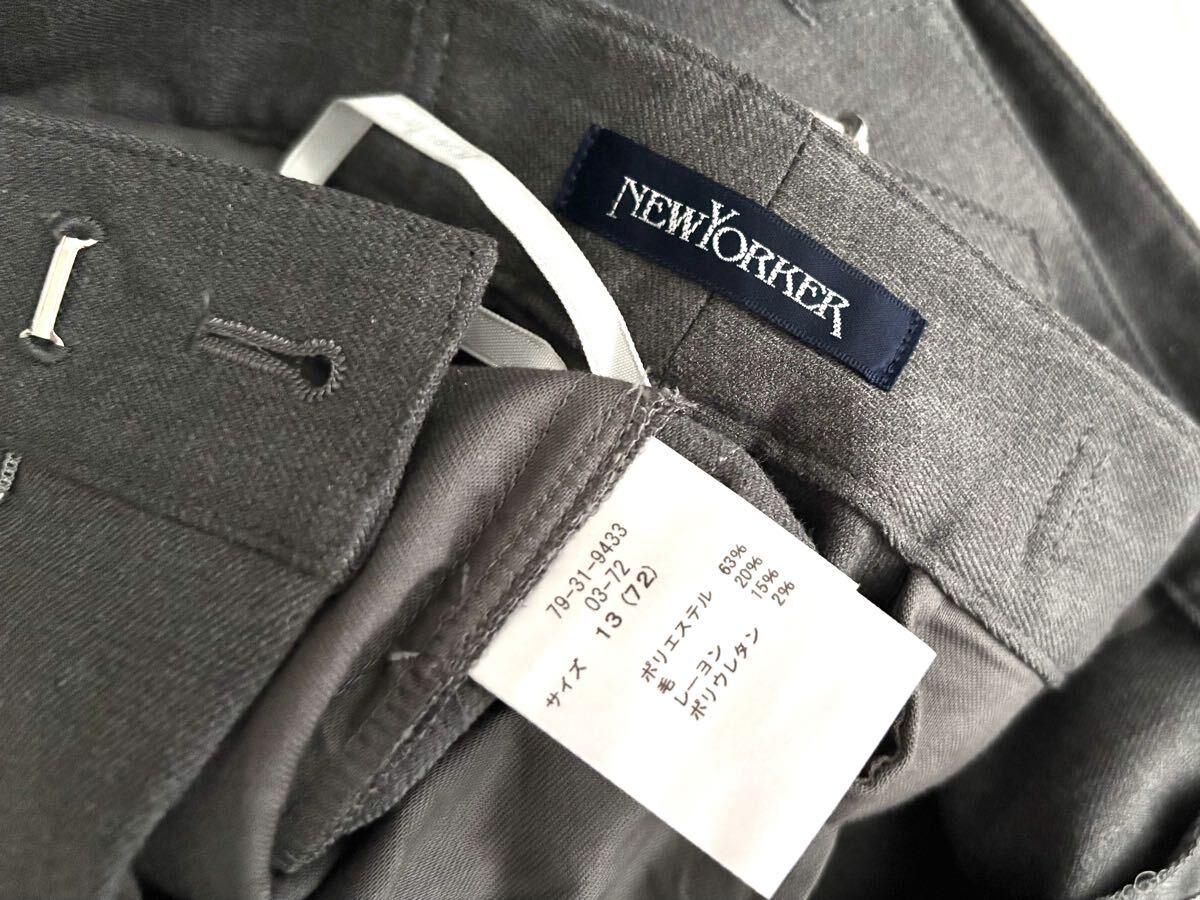 NEWYORKER
79-31-9433
03-72
サイズ 13 (72)
ポリエステル 63%
毛 20%
レーヨン 15%
ポリウレタン 2%